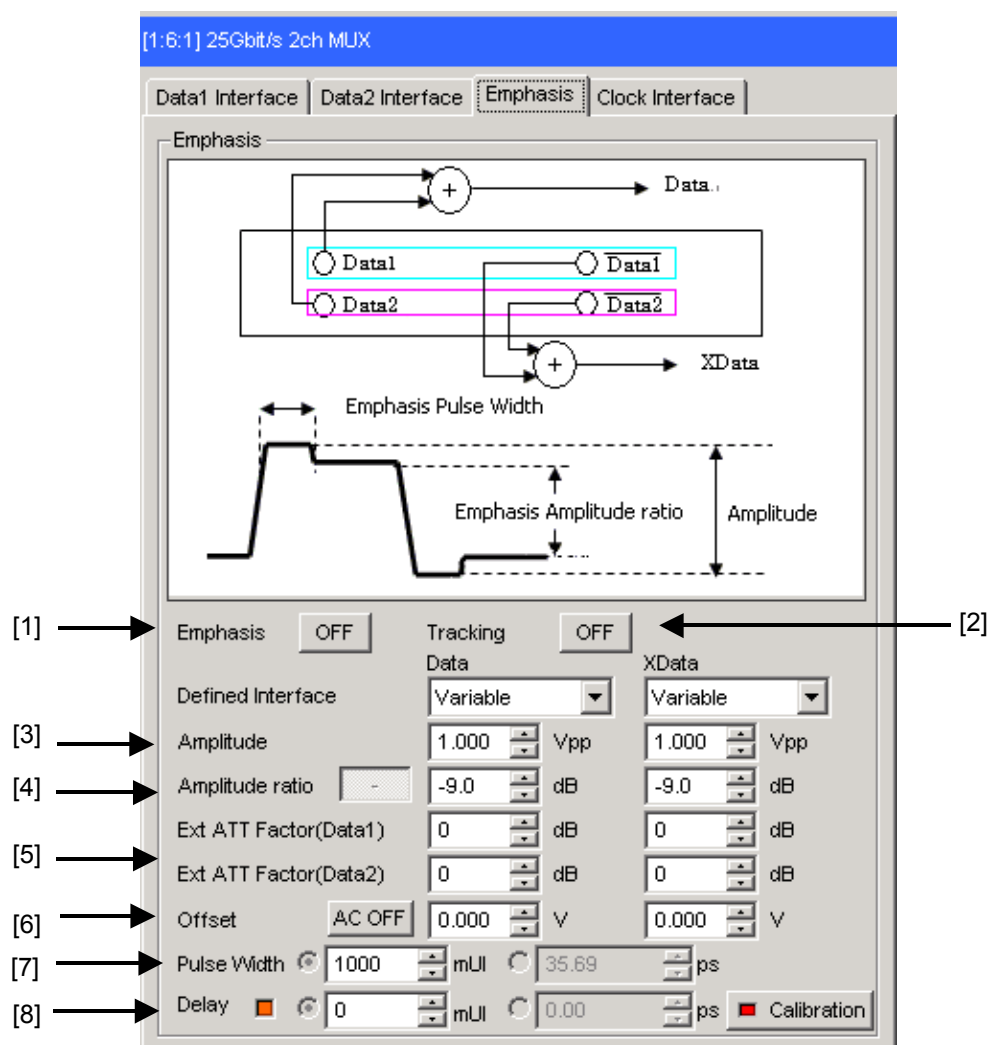 [1:6:1] 25Gbit/s 2ch MUX
Data1 Interface Data2 Interface Emphasis Clock Interface
Emphasis
+ Data
Data1 Data1
Data2 Data2
+ XData
Emphasis Pulse Width
Emphasis Amplitude ratio Amplitude
[1] Emphasis OFF Tracking OFF [2]
Data XData
Defined Interface Variable Variable
[3] Amplitude 1.000 Vpp 1.000 Vpp
[4] Amplitude ratio - -9.0 dB -9.0 dB
Ext ATT Factor(Data1) 0 dB 0 dB
[5]
Ext ATT Factor(Data2) 0 dB 0 dB
[6] Offset AC OFF 0.000 V 0.000 V
[7] Pulse Width 1000 mUI 35.69 ps
[8] Delay 0 mUI 0.00 ps Calibration